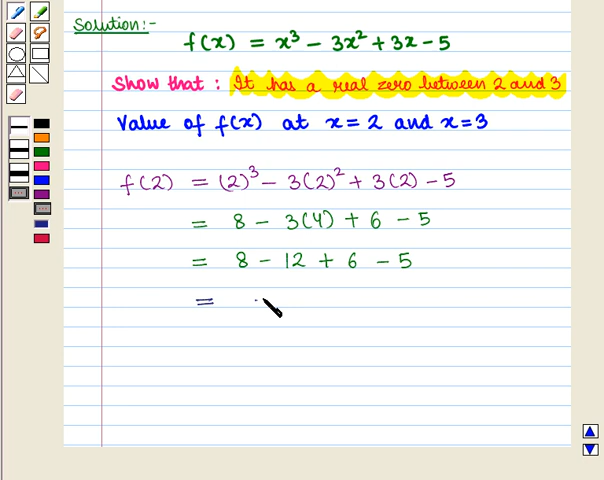 Solution:-
f(x) = x³ - 3x² + 3x - 5
Show that : It has a real zero between 2 and 3
Value of f(x) at x = 2 and x = 3
f(2) = (2)³ - 3(2)² + 3(2) - 5
= 8 - 3(4) + 6 - 5
= 8 - 12 + 6 - 5
=